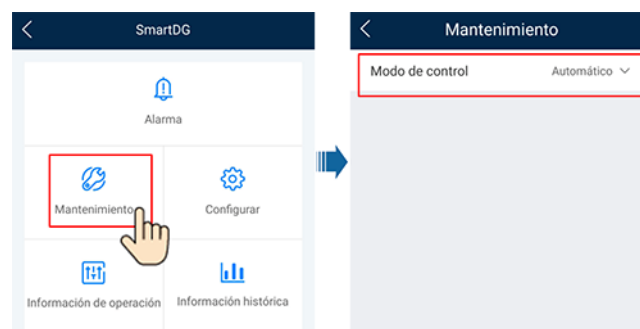 SmartDG
Alarma
Mantenimiento
Configurar
Información de operación
Información histórica
Mantenimiento
Modo de control
Automático